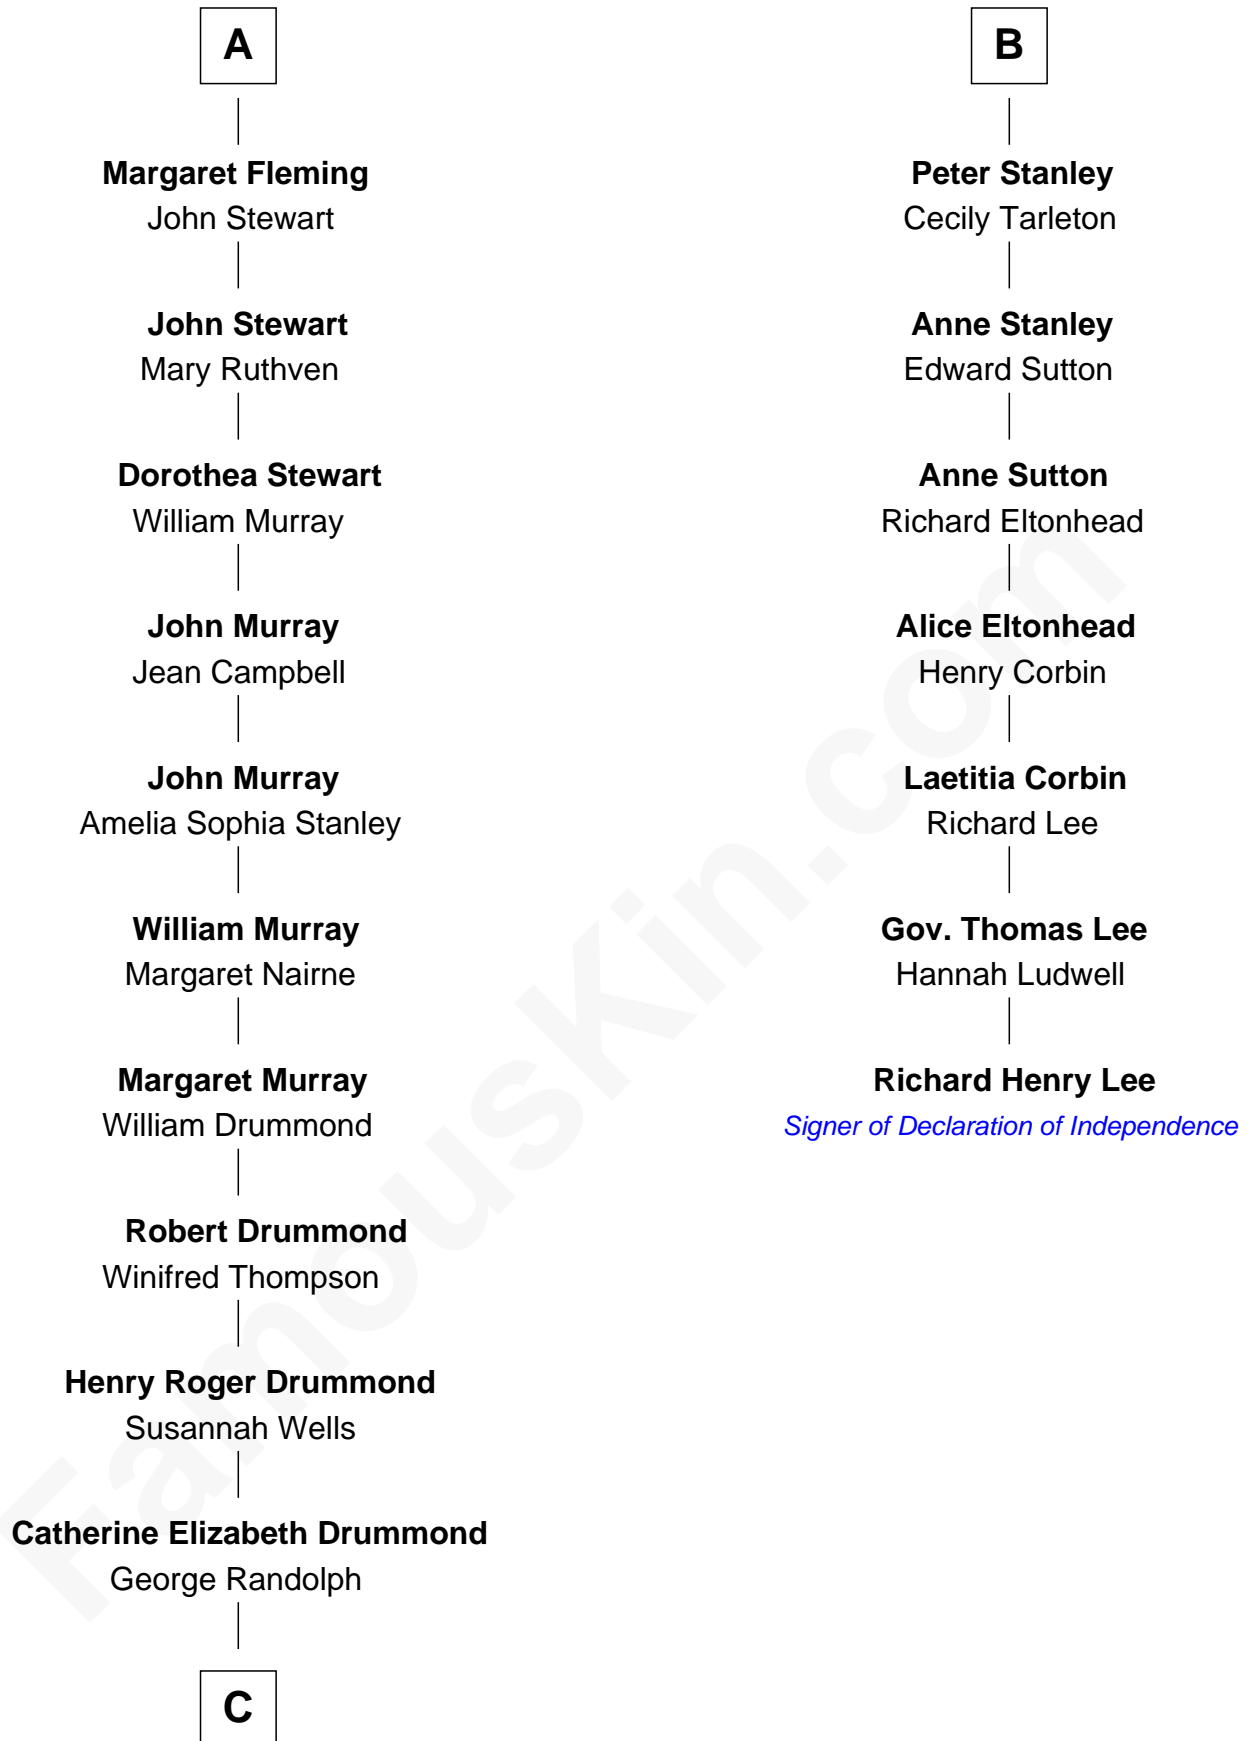 A
Margaret Fleming
John Stewart
John Stewart
Mary Ruthven
Dorothea Stewart
William Murray
John Murray
Jean Campbell
John Murray
Amelia Sophia Stanley
William Murray
Margaret Nairne
Margaret Murray
William Drummond
Robert Drummond
Winifred Thompson
Henry Roger Drummond
Susannah Wells
Catherine Elizabeth Drummond
George Randolph
C
B
Peter Stanley
Cecily Tarleton
Anne Stanley
Edward Sutton
Anne Sutton
Richard Eltonhead
Alice Eltonhead
Henry Corbin
Laetitia Corbin
Richard Lee
Gov. Thomas Lee
Hannah Ludwell
Richard Henry Lee
Signer of Declaration of Independence
FamousKin.com